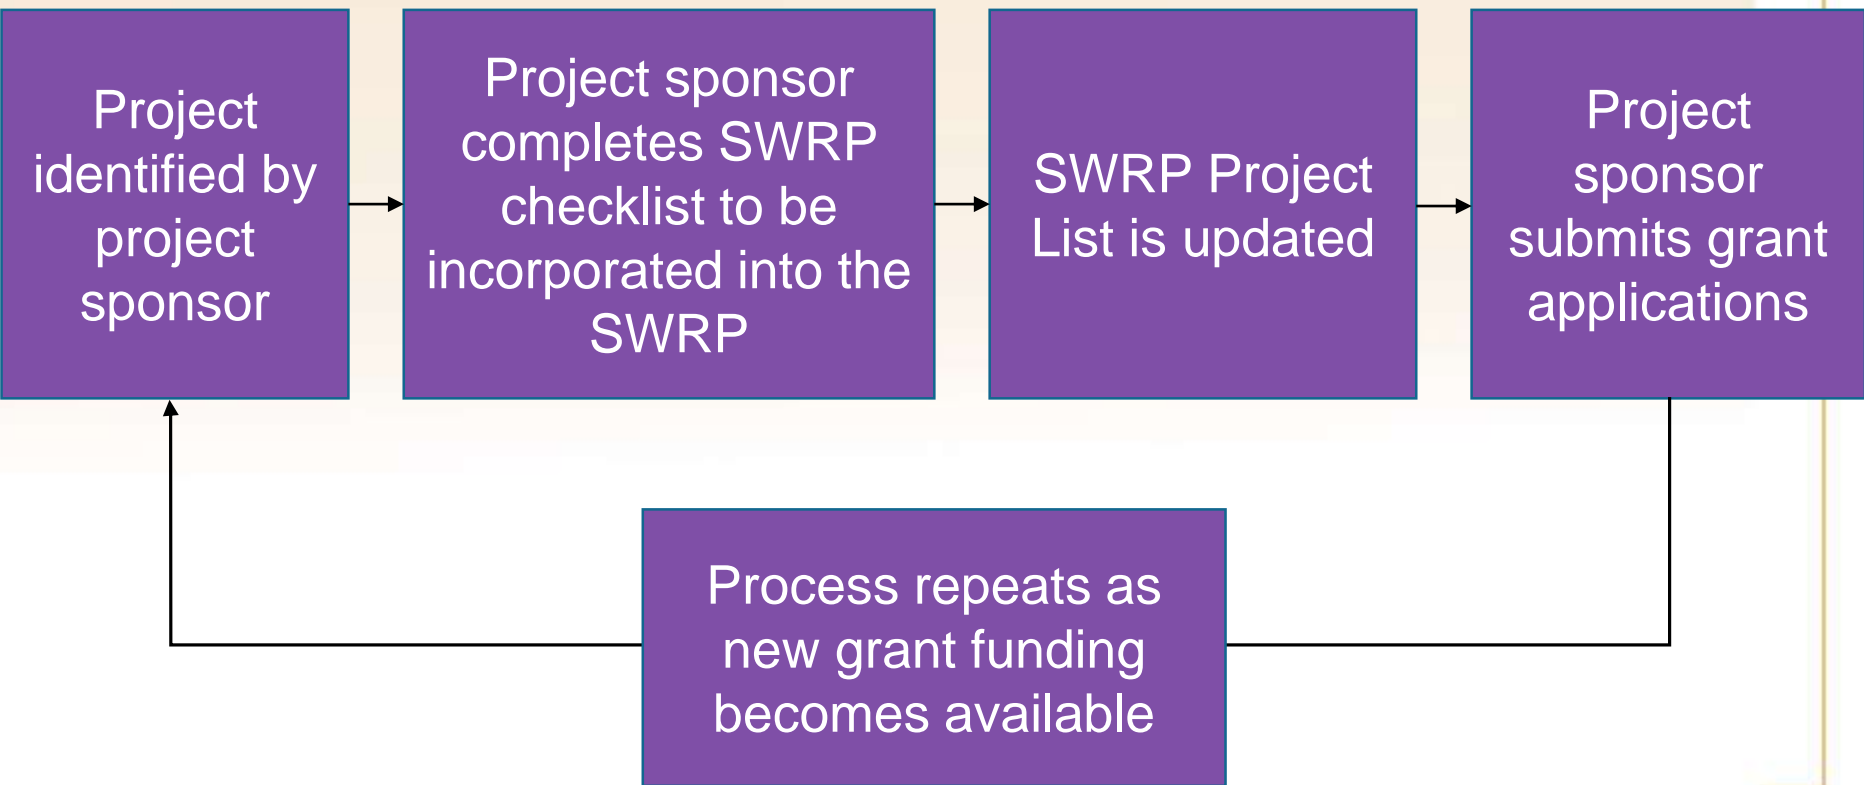 Project
identified by
project
sponsor
Project sponsor
completes SWRP
checklist to be
incorporated into the
SWRP
SWRP Project
List is updated
Project
sponsor
submits grant
applications
Process repeats as
new grant funding
becomes available